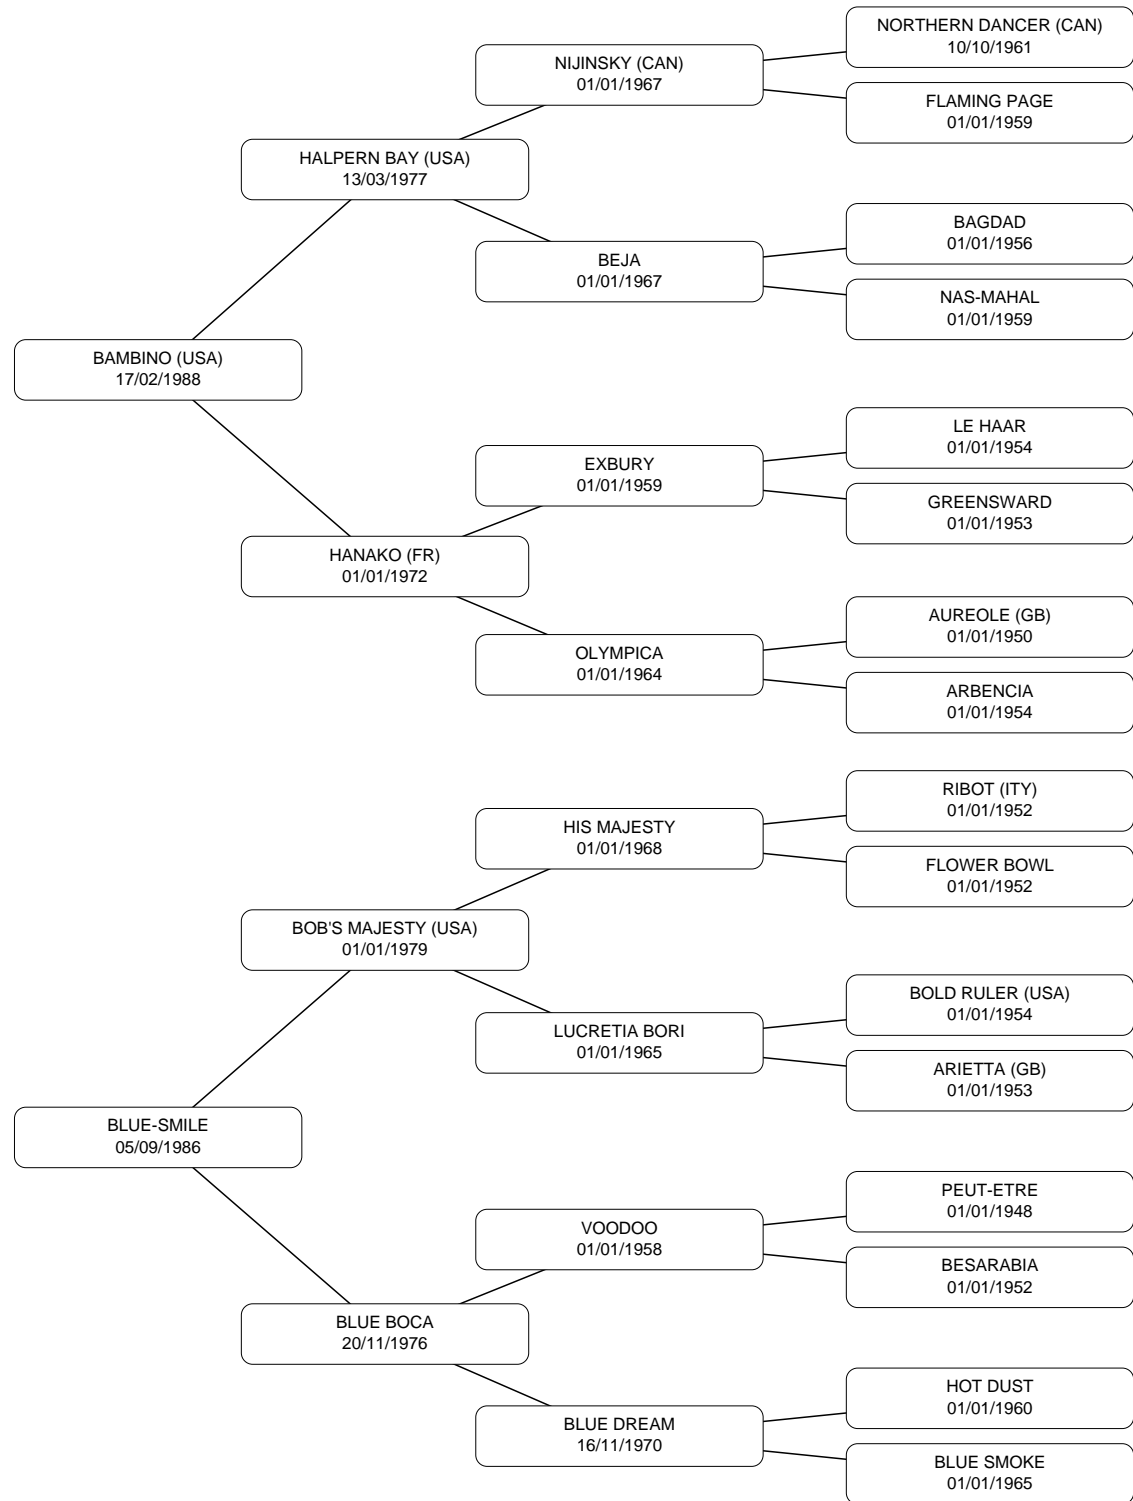 NORTHERN DANCER (CAN)
10/10/1961
NIJINSKY (CAN)
01/01/1967
FLAMING PAGE
01/01/1959
HALPERN BAY (USA)
13/03/1977
BAGDAD
01/01/1956
BEJA
01/01/1967
NAS-MAHAL
01/01/1959
BAMBINO (USA)
17/02/1988
LE HAAR
01/01/1954
EXBURY
01/01/1959
GREENSWARD
01/01/1953
HANAKO (FR)
01/01/1972
AUREOLE (GB)
01/01/1950
OLYMPICA
01/01/1964
ARBENCIA
01/01/1954
RIBOT (ITY)
01/01/1952
HIS MAJESTY
01/01/1968
FLOWER BOWL
01/01/1952
BOB'S MAJESTY (USA)
01/01/1979
BOLD RULER (USA)
01/01/1954
LUCRETIA BORI
01/01/1965
ARIETTA (GB)
01/01/1953
BLUE-SMILE
05/09/1986
PEUT-ETRE
01/01/1948
VOODOO
01/01/1958
BESARABIA
01/01/1952
BLUE BOCA
20/11/1976
HOT DUST
01/01/1960
BLUE DREAM
16/11/1970
BLUE SMOKE
01/01/1965